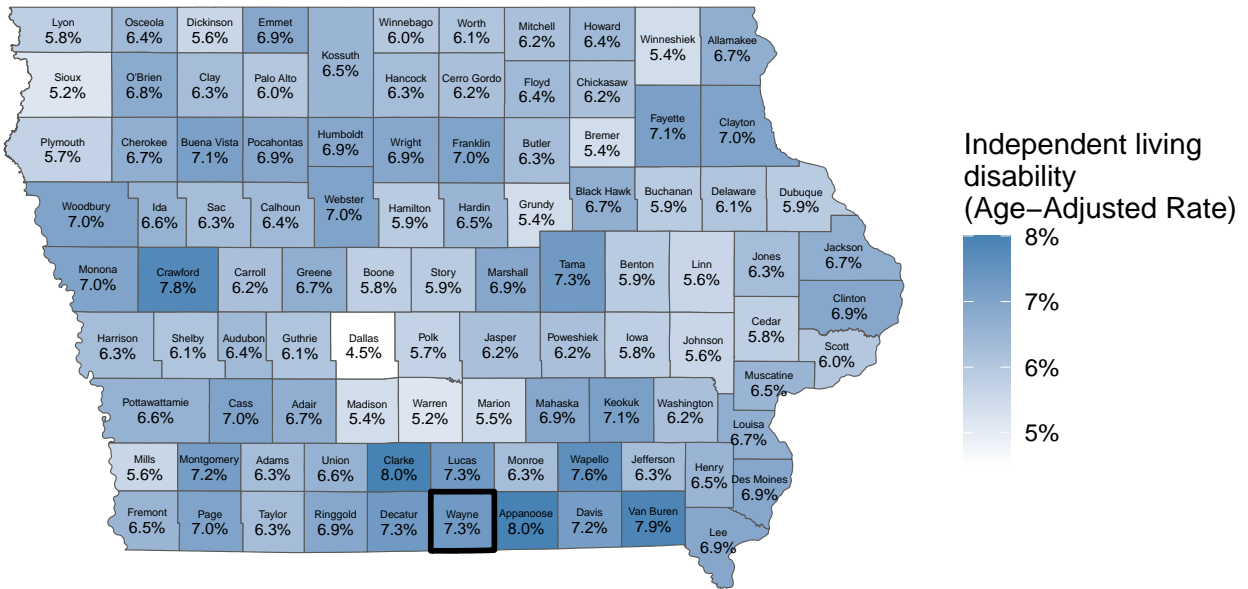 Lyon
5.8%
Osceola
6.4%
Dickinson
5.6%
Emmet
6.9%
Kossuth
6.5%
Winnebago
6.0%
Worth
6.1%
Mitchell
6.2%
Howard
6.4%
Winneshiek
5.4%
Allamakee
6.7%
Sioux
5.2%
O'Brien
6.8%
Clay
6.3%
Palo Alto
6.0%
Hancock
6.3%
Cerro Gordo
6.2%
Floyd
6.4%
Chickasaw
6.2%
Fayette
7.1%
Clayton
7.0%
Plymouth
5.7%
Cherokee
6.7%
Buena Vista
7.1%
Pocahontas
6.9%
Humboldt
6.9%
Wright
6.9%
Franklin
7.0%
Butler
6.3%
Bremer
5.4%
Woodbury
7.0%
Ida
6.6%
Sac
6.3%
Calhoun
6.4%
Webster
7.0%
Hamilton
5.9%
Hardin
6.5%
Grundy
5.4%
Black Hawk
6.7%
Buchanan
5.9%
Delaware
6.1%
Dubuque
5.9%
Monona
7.0%
Crawford
7.8%
Carroll
6.2%
Greene
6.7%
Boone
5.8%
Story
5.9%
Marshall
6.9%
Tama
7.3%
Benton
5.9%
Linn
5.6%
Jones
6.3%
Jackson
6.7%
Clinton
6.9%
Harrison
6.3%
Shelby
6.1%
Audubon
6.4%
Guthrie
6.1%
Dallas
4.5%
Polk
5.7%
Jasper
6.2%
Poweshiek
6.2%
Iowa
5.8%
Johnson
5.6%
Cedar
5.8%
Scott
6.0%
Muscatine
6.5%
Pottawattamie
6.6%
Cass
7.0%
Adair
6.7%
Madison
5.4%
Warren
5.2%
Marion
5.5%
Mahaska
6.9%
Keokuk
7.1%
Washington
6.2%
Louisa
6.7%
Mills
5.6%
Montgomery
7.2%
Adams
6.3%
Union
6.6%
Clarke
8.0%
Lucas
7.3%
Monroe
6.3%
Wapello
7.6%
Jefferson
6.3%
Henry
6.5%
Des Moines
6.9%
Fremont
6.5%
Page
7.0%
Taylor
6.3%
Ringgold
6.9%
Decatur
7.3%
Wayne
7.3%
Appanoose
8.0%
Davis
7.2%
Van Buren
7.9%
Lee
6.9%
Independent living
disability
(Age−Adjusted Rate)
8%
7%
6%
5%